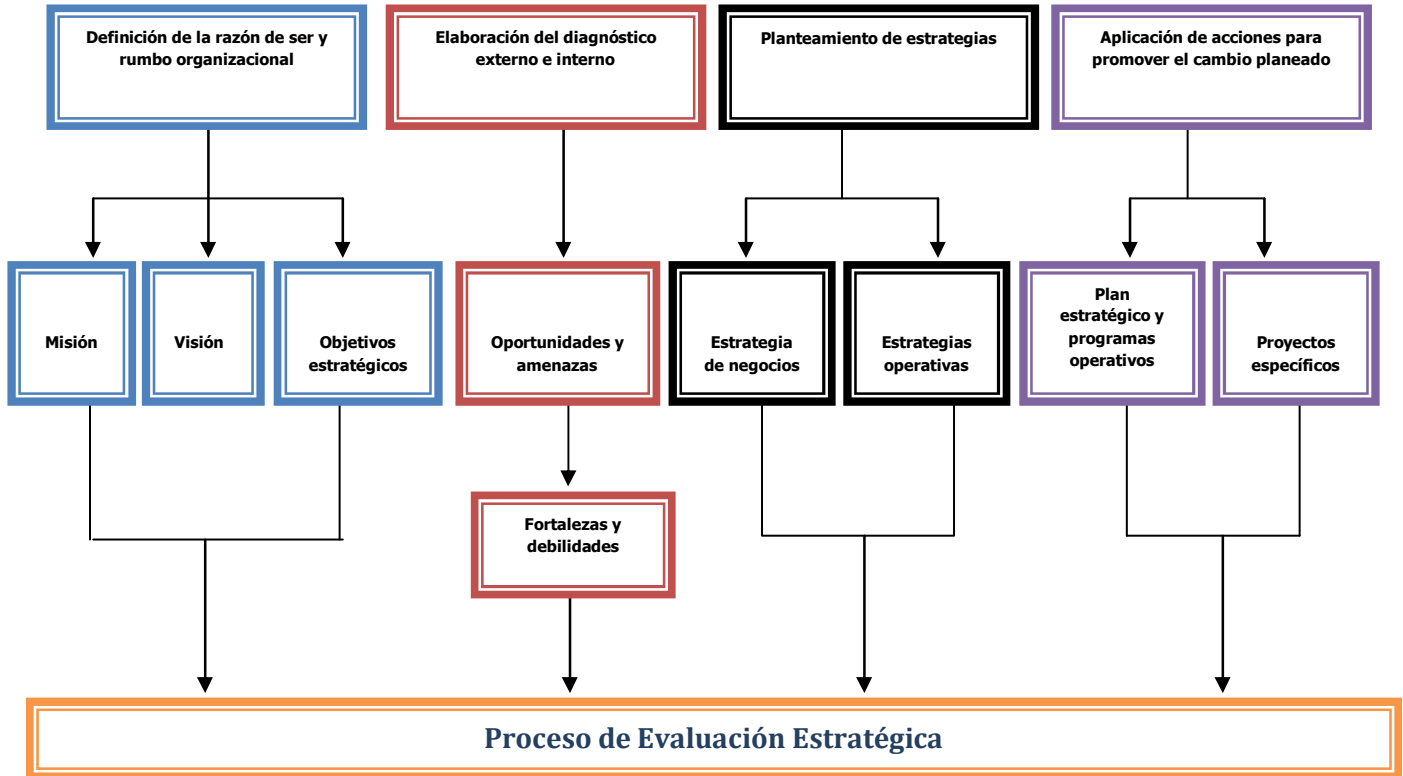 Definición de la razón de ser y
rumbo organizacional
Elaboración del diagnóstico
externo e interno
Planteamiento de estrategias
Aplicación de acciones para
promover el cambio planeado
Misión
Visión
Objetivos
estratégicos
Oportunidades y
amenazas
Estrategia
de negocios
Estrategias
operativas
Plan
estratégico y
programas
operativos
Proyectos
específicos
Fortalezas y
debilidades
Proceso de Evaluación Estratégica